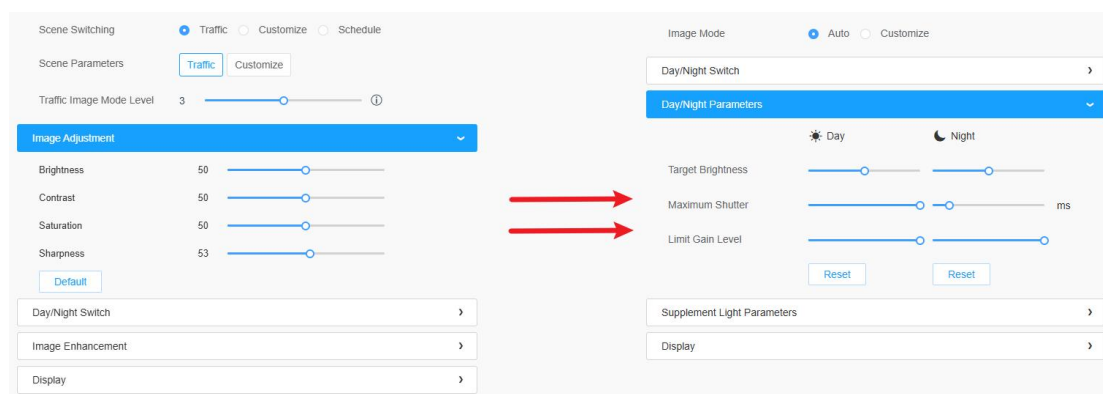 Scene Switching Traffic Customize Schedule
Scene Parameters Traffic Customize
Traffic Image Mode Level 3
Image Adjustment
Brightness 50
Contrast 50
Saturation 50
Sharpness 53
Default
Day/Night Switch
Image Enhancement
Display
Image Mode Auto Customize
Day/Night Switch
Day/Night Parameters
Day Night
Target Brightness
Maximum Shutter ms
Limit Gain Level
Reset Reset
Supplement Light Parameters
Display